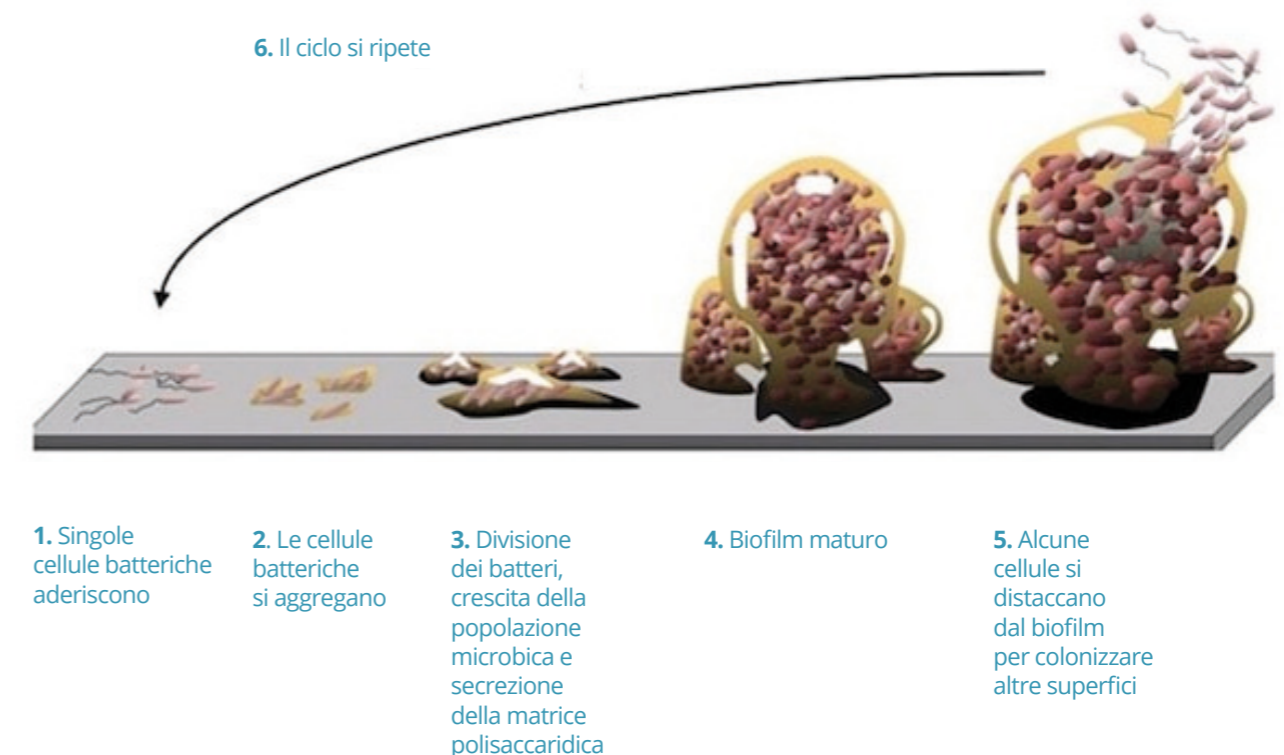 6. Il ciclo si ripete
1. Singole
cellule batteriche
aderiscono
2. Le cellule
batteriche
si aggregano
3. Divisione
dei batteri,
crescita della
popolazione
microbica e
secrezione
della matrice
polisaccaridica
4. Biofilm maturo
5. Alcune
cellule si
distaccano
dal biofilm
per colonizzare
altre superfici